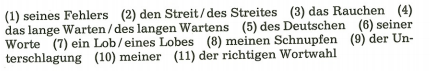 (1) seines Fehlers (2) den Streit/des Streites (3) das Rauchen (4)
das lange Warten/des langen Wartens (5) des Deutschen (6) seiner
Worte (7) ein Lob/eines Lobes (8) meinen Schnupfen (9) der Un-
terschlagung (10) meiner (11) der richtigen Wortwahl